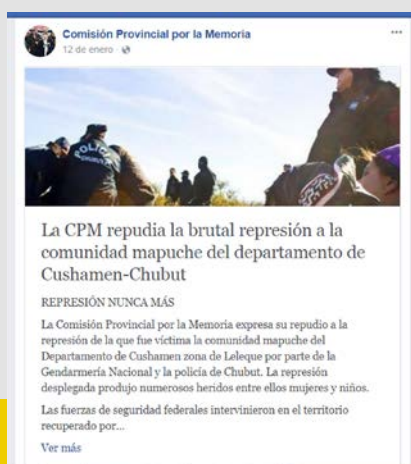 Comisión Provincial por la Memoria
12 de enero ·
POLICIA
CHUBUT
La CPM repudia la brutal represión a la
comunidad mapuche del departamento de
Cushamen-Chubut
REPRESIÓN NUNCA MÁS
La Comisión Provincial por la Memoria expresa su repudio a la
represión de la que fue víctima la comunidad mapuche del
Departamento de Cushamen zona de Leleque por parte de la
Gendarmería Nacional y la policía de Chubut. La represión
desplegada produjo numerosos heridos entre ellos mujeres y niños.
Las fuerzas de seguridad federales intervinieron en el territorio
recuperado por...
Ver más